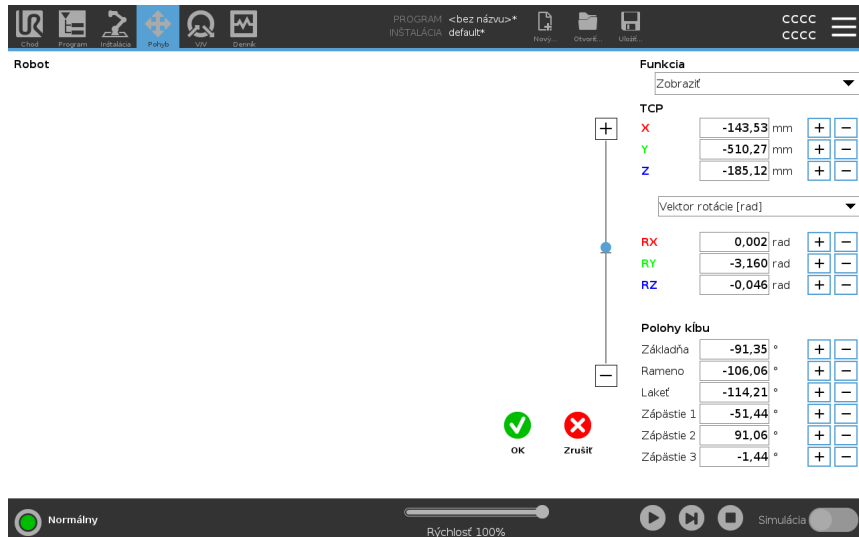 UR
Chod
Program
Inštalácia
Pohyb
V/V
Denník
PROGRAM <bez názvu>*
INŠTALÁCIA default*
Nový...
Otvoriť...
Uložiť...
CCCC
CCCC
Robot
Funkcia
Zobraziť
TCP
X -143,53 mm + −
Y -510,27 mm + −
Z -185,12 mm + −
Vektor rotácie [rad]
RX 0,002 rad + −
RY -3,160 rad + −
RZ -0,046 rad + −
Polohy kĺbu
Základňa -91,35 ° + −
Rameno -106,06 ° + −
Lakeť -114,21 ° + −
Zápästie 1 -51,44 ° + −
Zápästie 2 91,06 ° + −
Zápästie 3 -1,44 ° + −
OK
Zrušiť
Normálny
Rýchlosť 100%
Simulácia